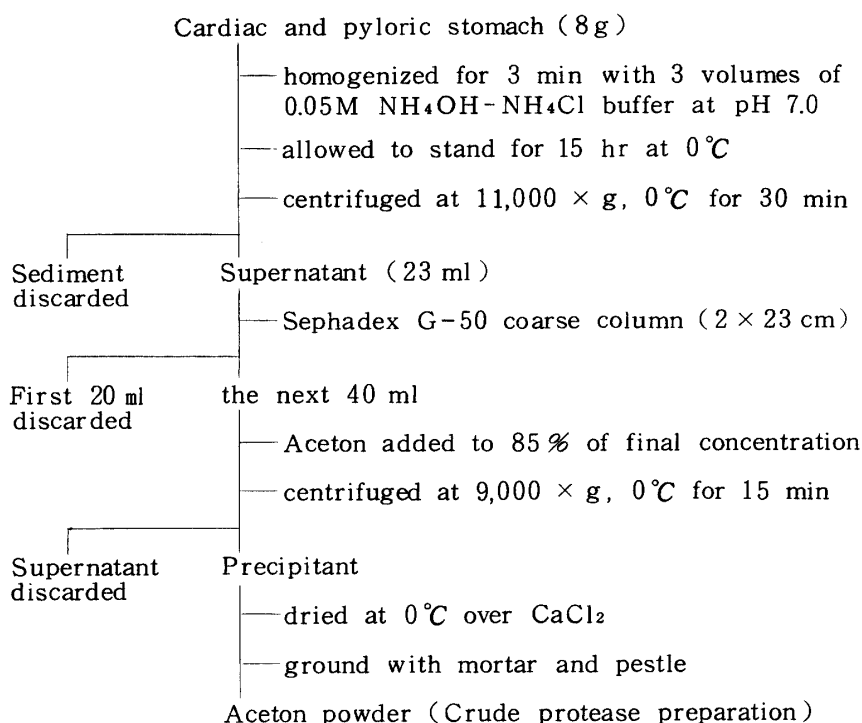 Cardiac and pyloric stomach (8g)
homogenized for 3 min with 3 volumes of
0.05M NH₄OH-NH₄Cl buffer at pH 7.0
allowed to stand for 15 hr at 0℃
centrifuged at 11,000 × g, 0℃ for 30 min
Sediment
discarded
Supernatant (23 ml)
Sephadex G-50 coarse column (2 × 23 cm)
First 20 ml
discarded
the next 40 ml
Aceton added to 85% of final concentration
centrifuged at 9,000 × g, 0℃ for 15 min
Supernatant
discarded
Precipitant
dried at 0℃ over CaCl₂
ground with mortar and pestle
Aceton powder (Crude protease preparation)